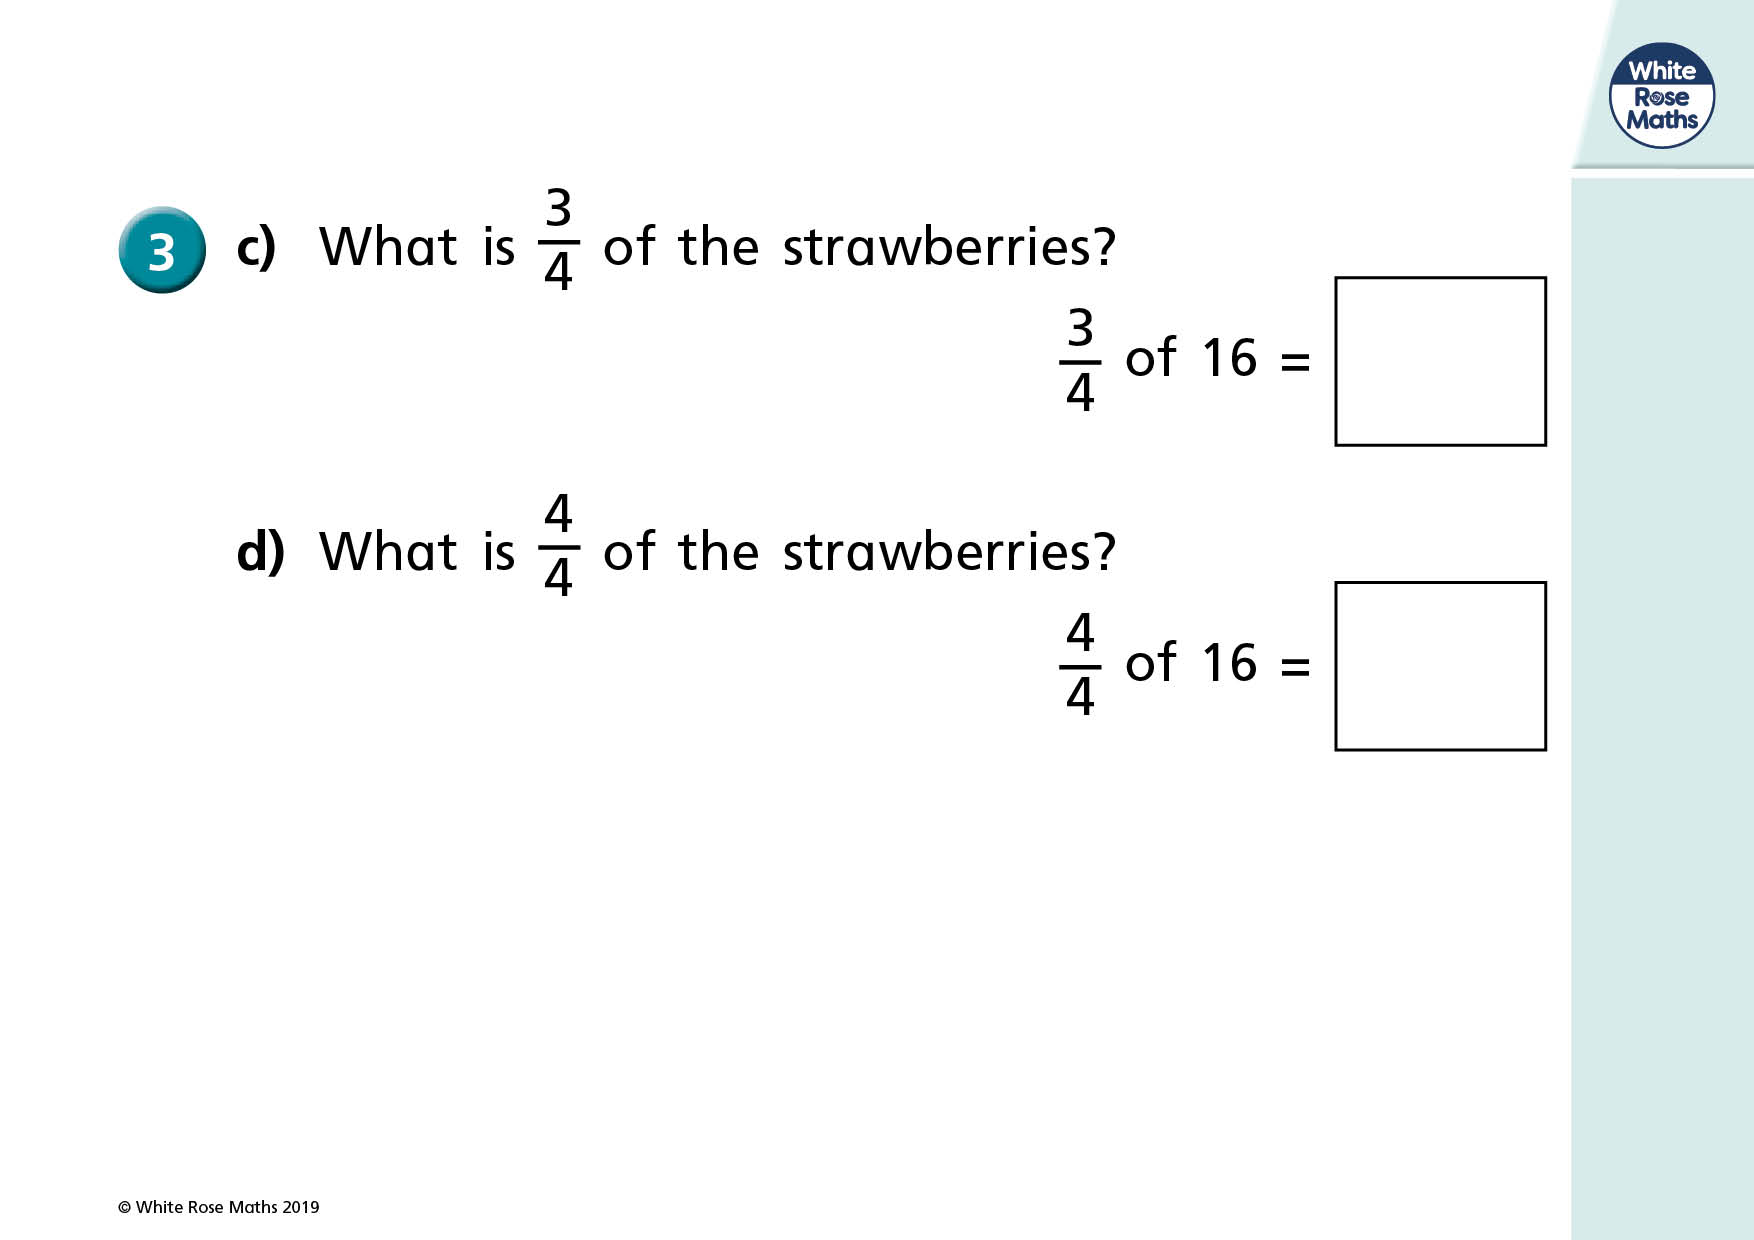 White
Rose
Maths
3 c) What is 3/4 of the strawberries?
3/4 of 16 =
d) What is 4/4 of the strawberries?
4/4 of 16 =
© White Rose Maths 2019